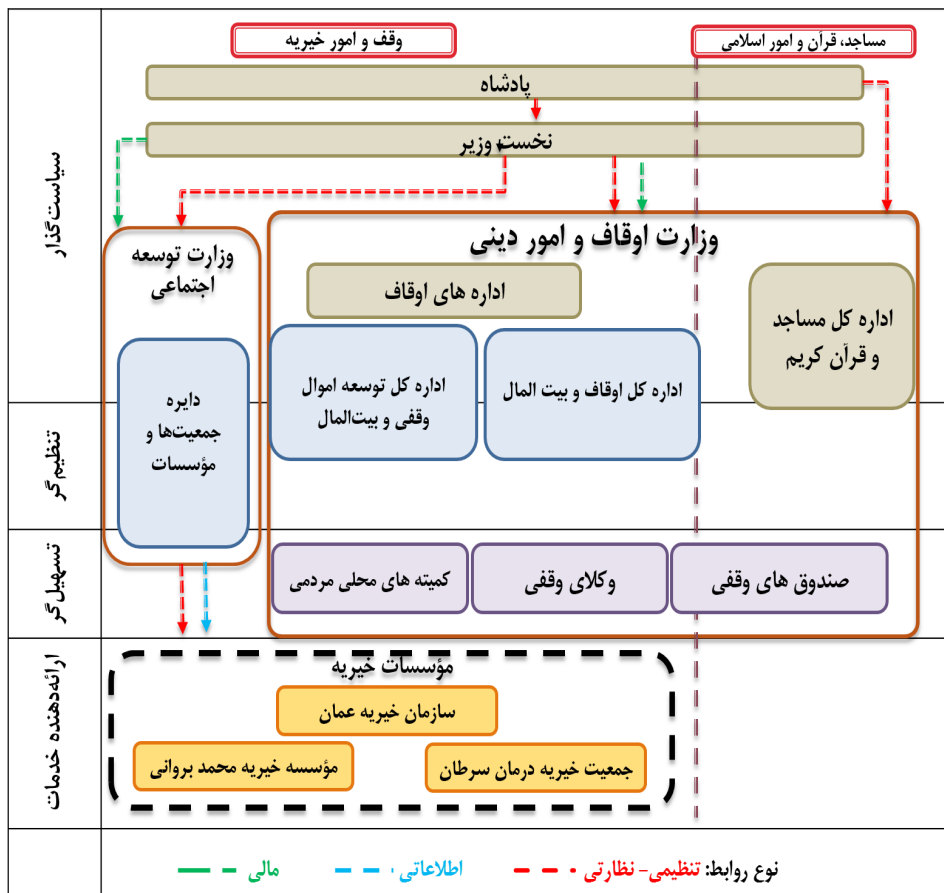 مساجد، قرآن و امور اسلامی
وقف و امور خیریه
پادشاه
نخست وزیر
سیاست‌گذار
وزارت اوقاف و امور دینی
وزارت توسعه
اجتماعی
اداره های اوقاف
اداره کل مساجد
و قرآن کریم
اداره کل اوقاف و بیت المال
اداره کل توسعه اموال
وقفی و بیت‌المال
دایره
جمعیت‌ها و
مؤسسات
تنظیم‌گر
تسهیل‌گر
صندوق های وقفی
وکلای وقفی
کمیته های محلی مردمی
ارائه‌دهنده خدمات
مؤسسات خیریه
سازمان خیریه عمان
جمعیت خیریه درمان سرطان
مؤسسه خیریه محمد بروانی
نوع روابط: تنظیمی- نظارتی اطلاعاتی مالی